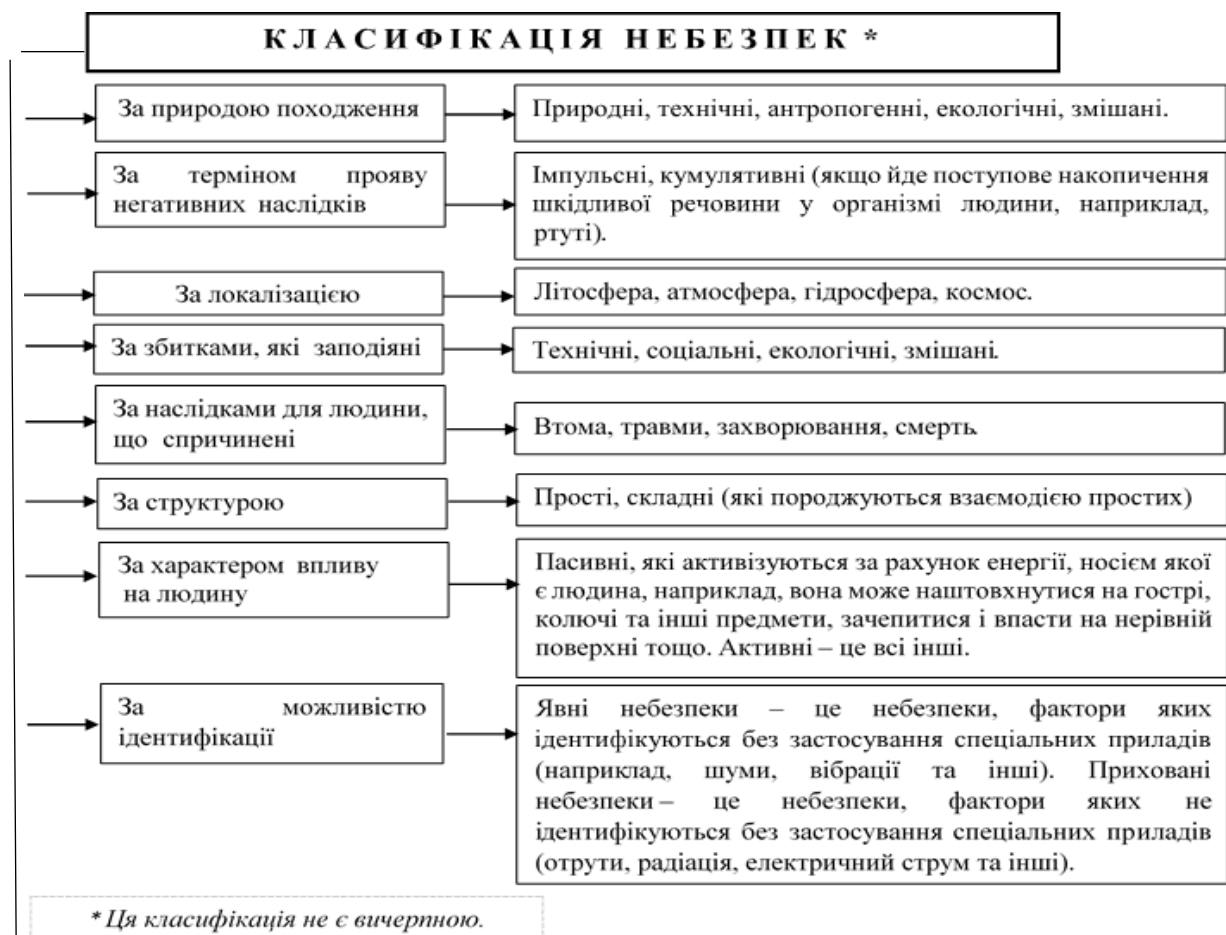 КЛАСИФІКАЦІЯ НЕБЕЗПЕК *
За природою походження
Природні, технічні, антропогенні, екологічні, змішані.
За терміном прояву
негативних наслідків
Імпульсні, кумулятивні (якщо йде поступове накопичення
шкідливої речовини у організмі людини, наприклад,
ртуті).
За локалізацією
Літосфера, атмосфера, гідросфера, космос.
За збитками, які заподіяні
Технічні, соціальні, екологічні, змішані.
За наслідками для людини,
що спричинені
Втома, травми, захворювання, смерть.
За структурою
Прості, складні (які породжуються взаємодією простих)
За характером впливу
на людину
Пасивні, які активізуються за рахунок енергії, носієм якої
є людина, наприклад, вона може наштовхнутися на гострі,
колючі та інші предмети, зачепитися і впасти на нерівній
поверхні тощо. Активні – це всі інші.
За можливістю
ідентифікації
Явні небезпеки – це небезпеки, фактори яких
ідентифікуються без застосування спеціальних приладів
(наприклад, шуми, вібрації та інші). Приховані
небезпеки – це небезпеки, фактори яких не
ідентифікуються без застосування спеціальних приладів
(отрути, радіація, електричний струм та інші).
* Ця класифікація не є вичерпною.